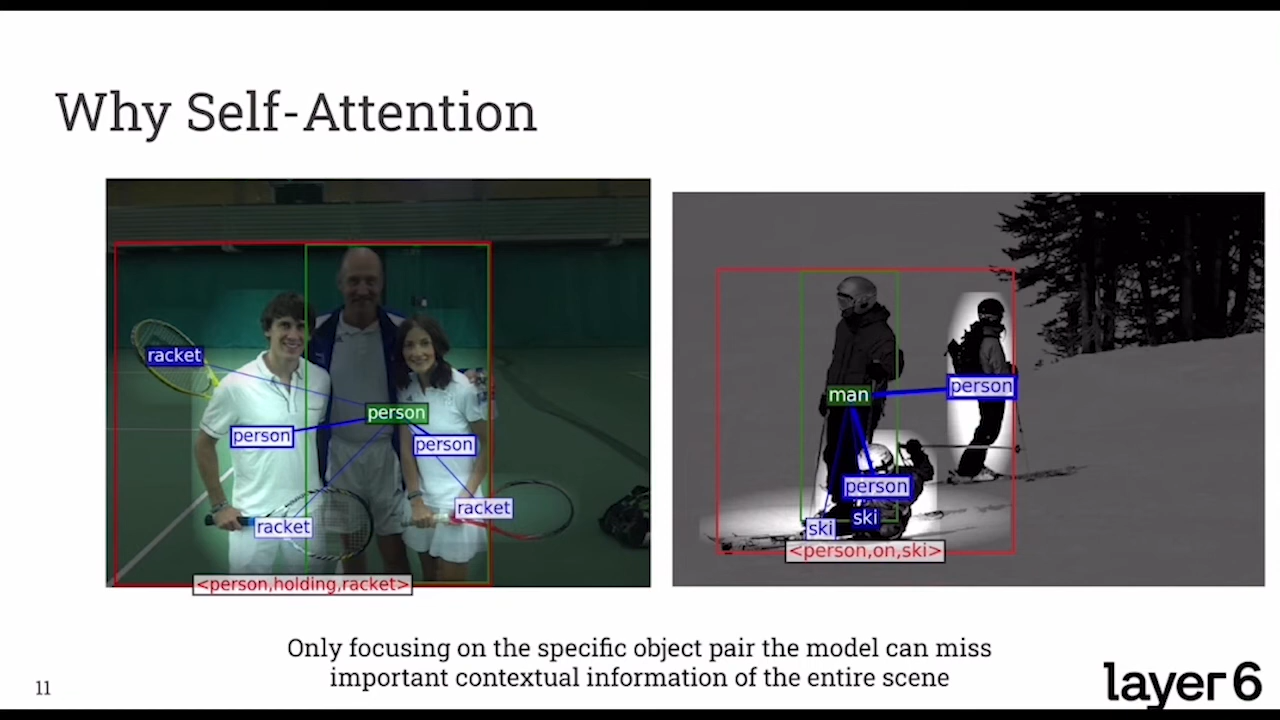 Why Self-Attention
racket
person
person
person
racket
racket
<person,holding,racket>
man
person
person
ski
ski
<person,on,ski>
Only focusing on the specific object pair the model can miss
important contextual information of the entire scene
11
layer 6